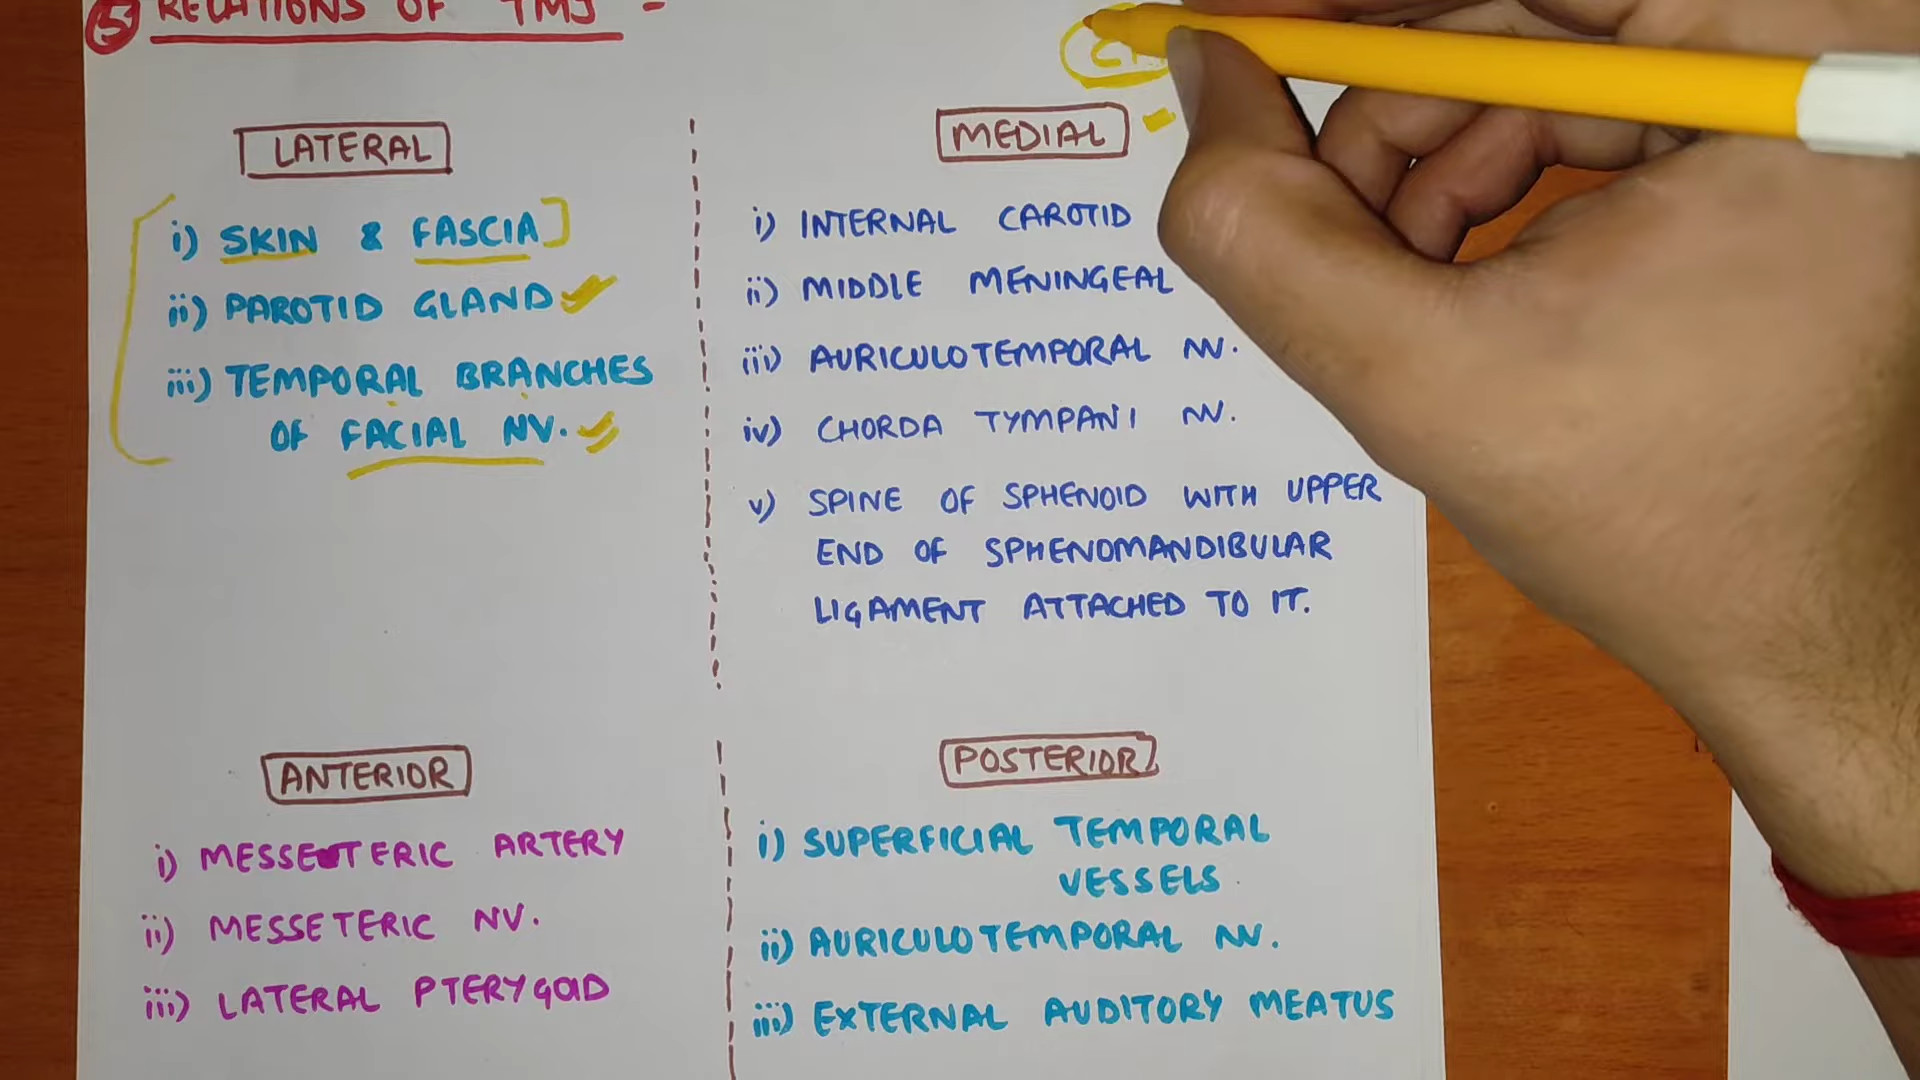 5 RELATIONS OF TMJ -
LATERAL
i) SKIN & FASCIA]
ii) PAROTID GLAND
iii) TEMPORAL BRANCHES
OF FACIAL NV.
MEDIAL -
i) INTERNAL CAROTID
ii) MIDDLE MENINGEAL
iii) AURICULOTEMPORAL NV.
iv) CHORDA TYMPANI NV.
v) SPINE OF SPHENOID WITH UPPER
END OF SPHENOMANDIBULAR
LIGAMENT ATTACHED TO IT.
ANTERIOR
i) MESSETERIC ARTERY
ii) MESSETERIC NV.
iii) LATERAL PTERYGOID
POSTERIOR
i) SUPERFICIAL TEMPORAL
VESSELS
ii) AURICULOTEMPORAL NV.
iii) EXTERNAL AUDITORY MEATUS